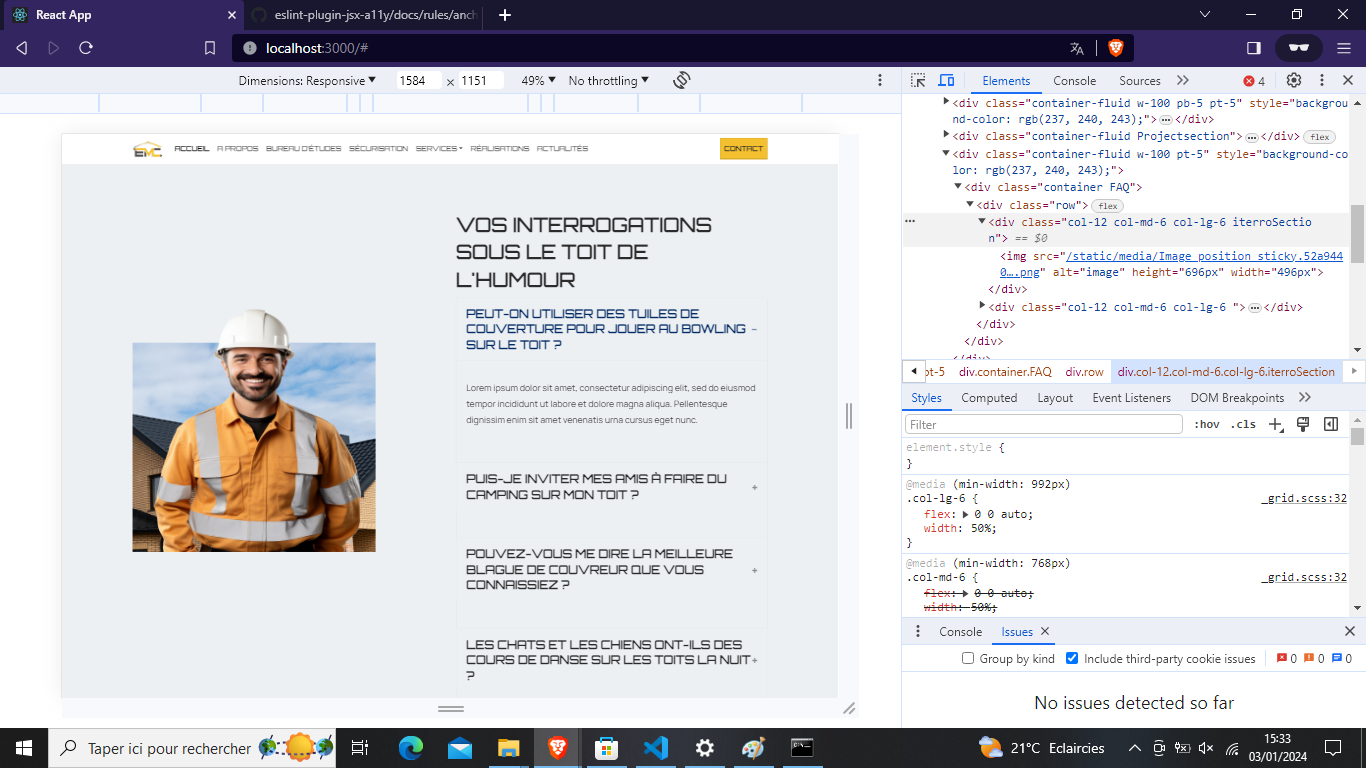 React App
eslint-plugin-jsx-a11y/docs/rules/anch
localhost:3000/#
Dimensions: Responsive 1584 × 1151 49% No throttling
Elements Console Sources 4
<div class="container-fluid w-100 pb-5 pt-5" style="backgrou
nd-color: rgb(237, 240, 243);">…</div>
<div class="container-fluid Projectsection">…</div> flex
<div class="container-fluid w-100 pt-5" style="background-co
lor: rgb(237, 240, 243);">
<div class="container FAQ">
<div class="row"> flex
<div class="col-12 col-md-6 col-lg-6 iterroSectio
n"> == $0
<img src="/static/media/Image position sticky.52a944
0….png" alt="image" height="696px" width="496px">
</div>
<div class="col-12 col-md-6 col-lg-6 ">…</div>
</div>
</div>
</div>
pt-5 div.container.FAQ div.row div.col-12.col-md-6.col-lg-6.iterroSection
Styles Computed Layout Event Listeners DOM Breakpoints
Filter :hov .cls
element.style {
}
@media (min-width: 992px)
.col-lg-6 { _grid.scss:32
flex: 0 0 auto;
width: 50%;
}
@media (min-width: 768px)
.col-md-6 { _grid.scss:32
flex: 0 0 auto;
width: 50%;
Console Issues
Group by kind Include third-party cookie issues 0 0 0
No issues detected so far
EMC ACCUEIL A PROPOS BUREAU D'ÉTUDES SÉCURISATION SERVICES RÉALISATIONS ACTUALITÉS CONTACT
VOS INTERROGATIONS
SOUS LE TOIT DE
L'HUMOUR
PEUT-ON UTILISER DES TUILES DE
COUVERTURE POUR JOUER AU BOWLING -
SUR LE TOIT ?
Lorem ipsum dolor sit amet, consectetur adipiscing elit, sed do eiusmod
tempor incididunt ut labore et dolore magna aliqua. Pellentesque
dignissim enim sit amet venenatis urna cursus eget nunc.
PUIS-JE INVITER MES AMIS À FAIRE DU
CAMPING SUR MON TOIT ? +
POUVEZ-VOUS ME DIRE LA MEILLEURE
BLAGUE DE COUVREUR QUE VOUS +
CONNAISSIEZ ?
LES CHATS ET LES CHIENS ONT-ILS DES
COURS DE DANSE SUR LES TOITS LA NUIT +
?
Taper ici pour rechercher
21°C Eclaircies
15:33
03/01/2024